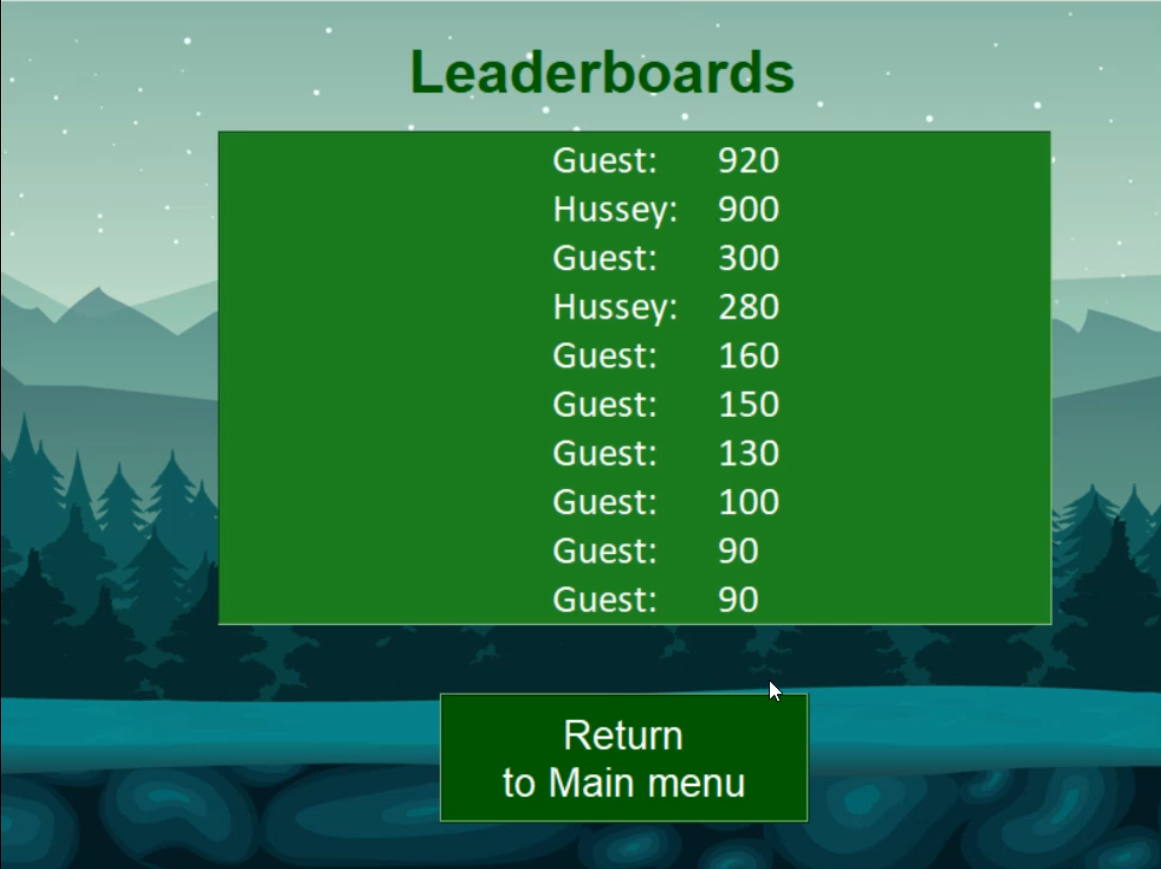 Leaderboards
Guest: 920
Hussey: 900
Guest: 300
Hussey: 280
Guest: 160
Guest: 150
Guest: 130
Guest: 100
Guest: 90
Guest: 90
Return
to Main menu